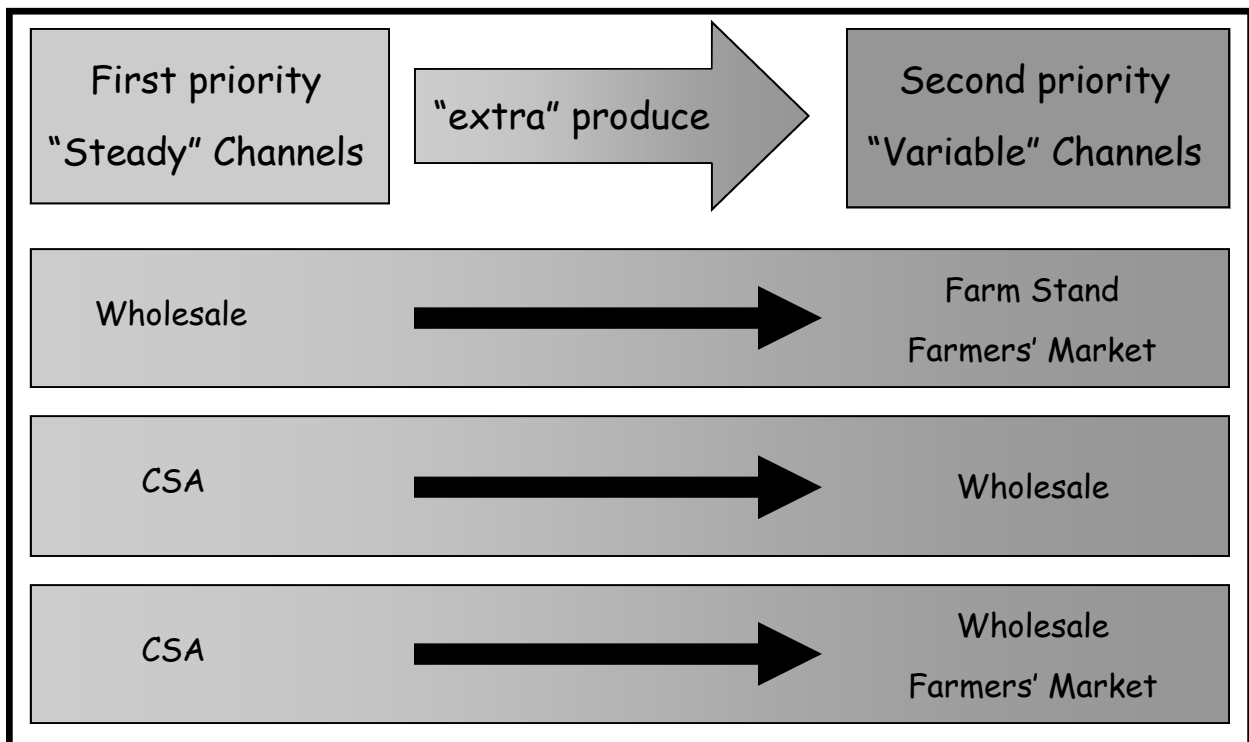 First priority
“Steady” Channels
“extra” produce
Second priority
“Variable” Channels
Wholesale
Farm Stand
Farmers’ Market
CSA
Wholesale
CSA
Wholesale
Farmers’ Market